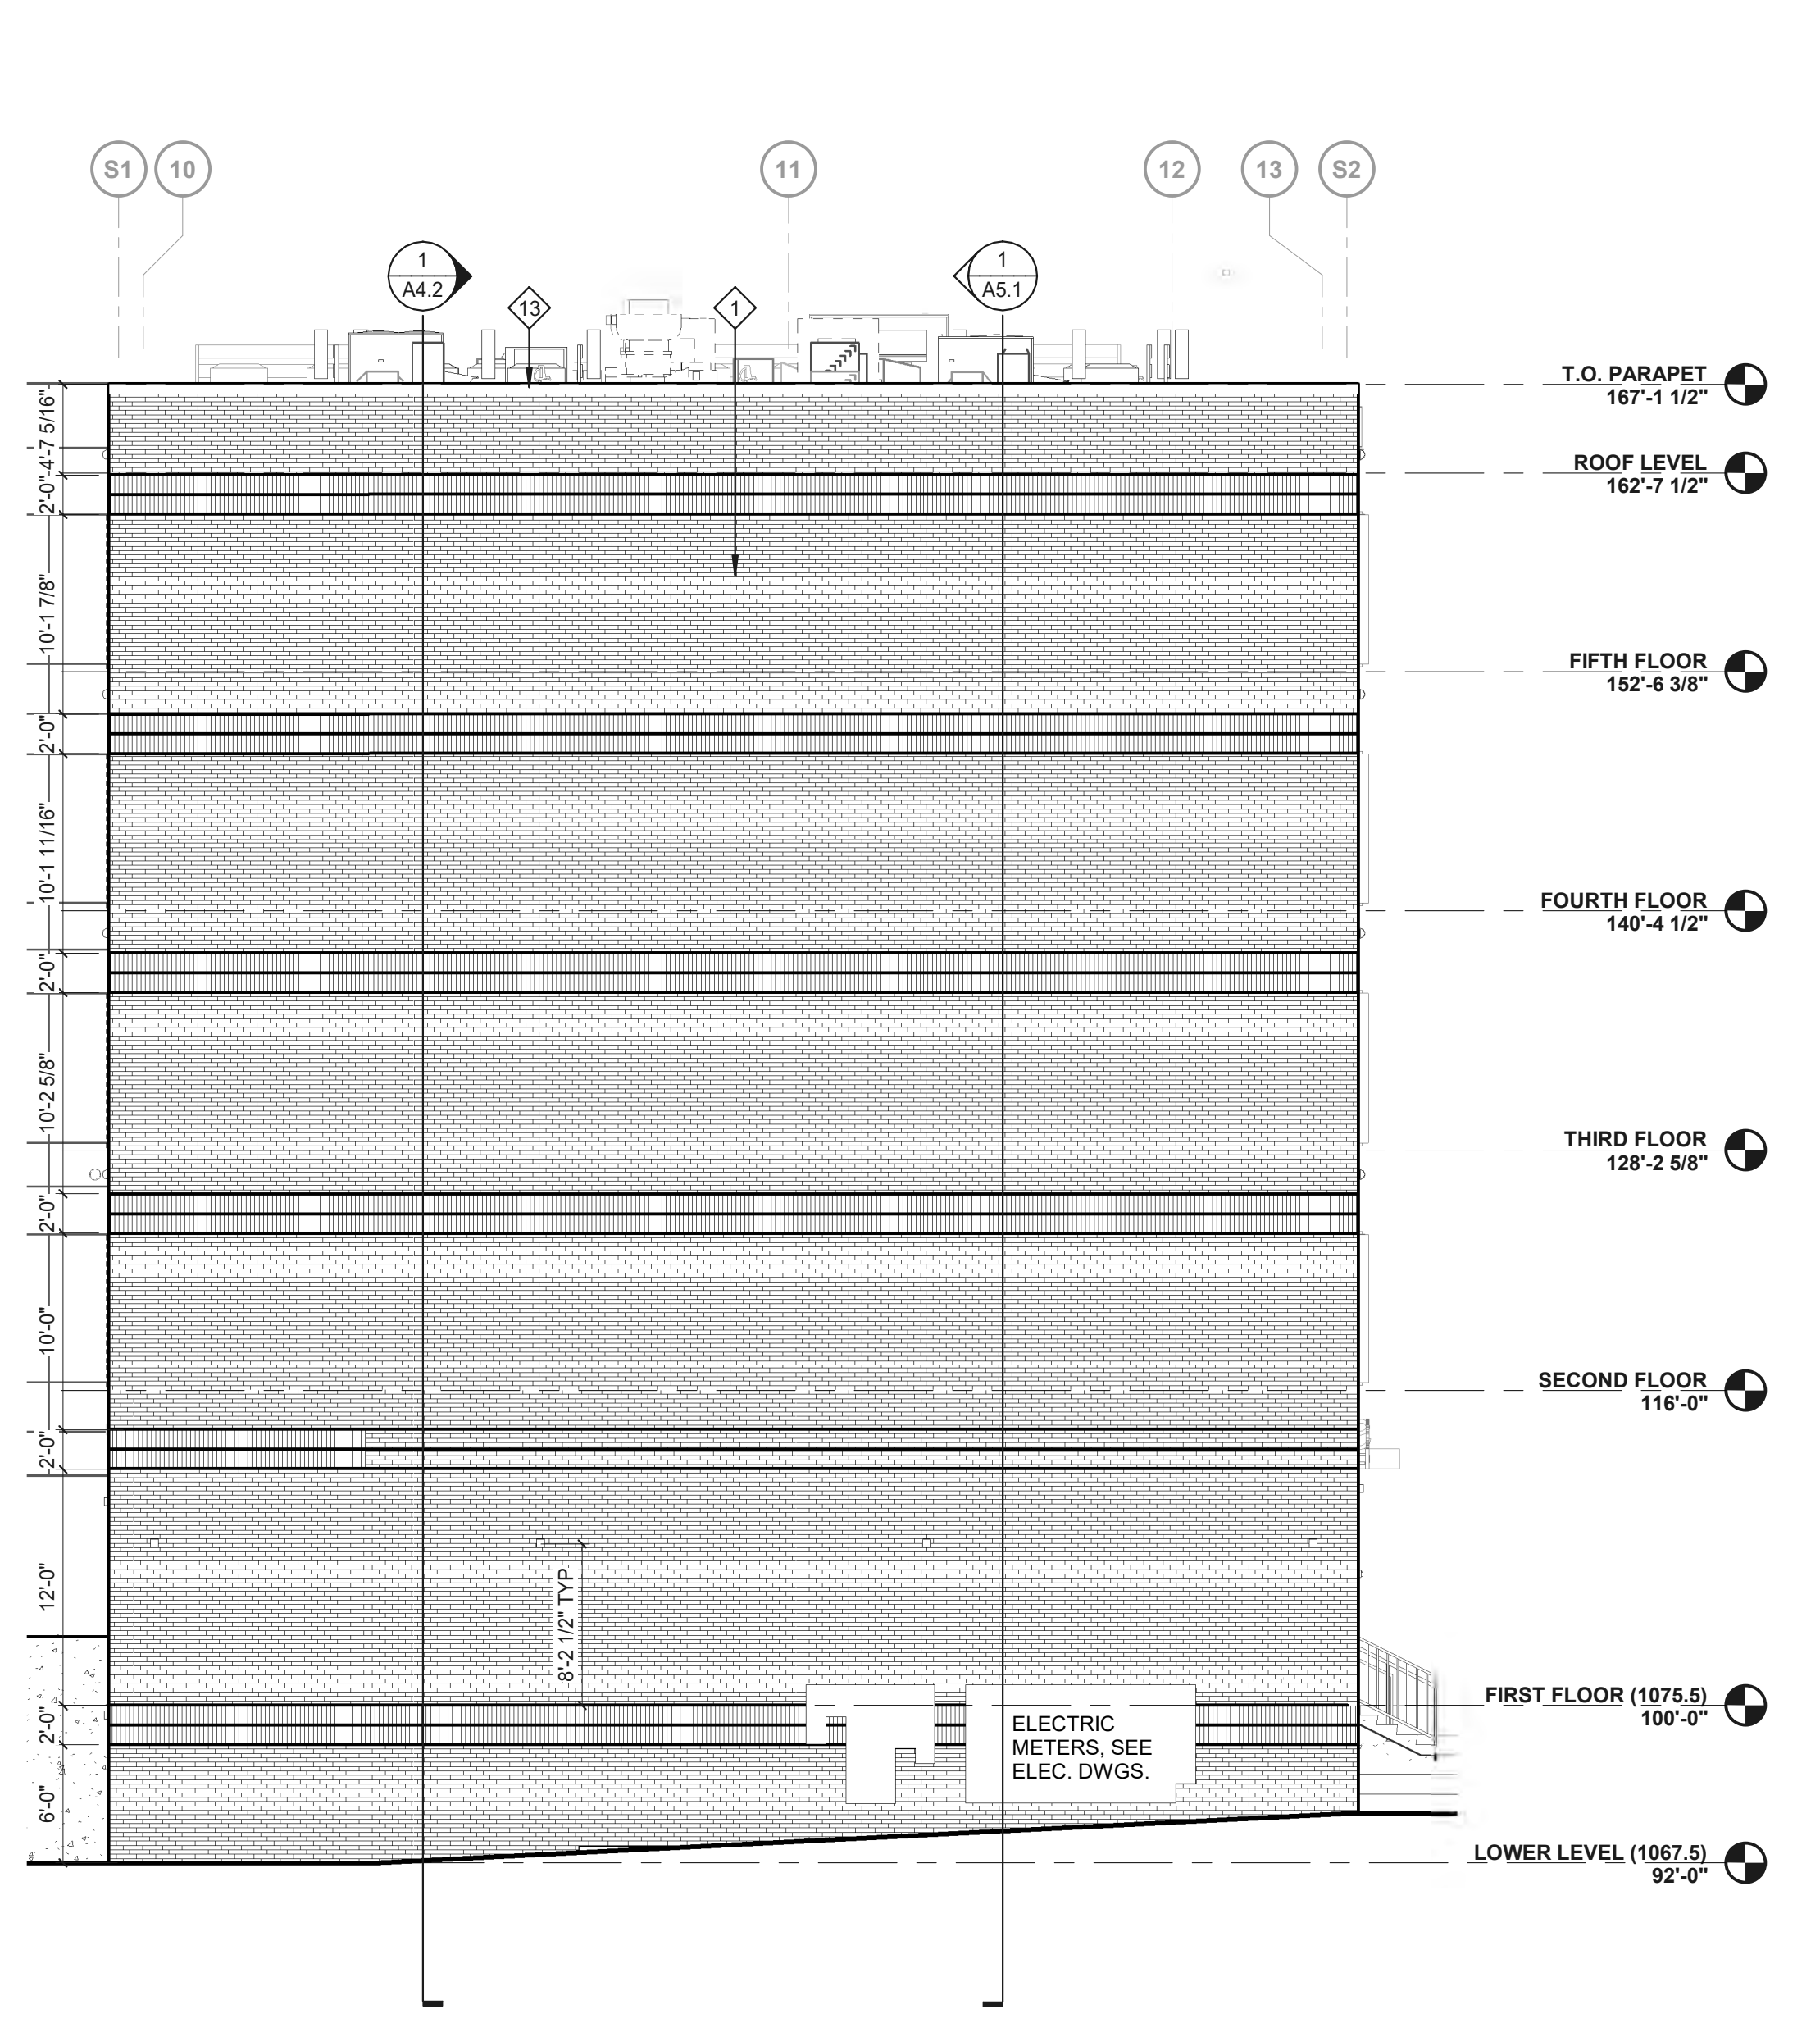 S1
10
11
12
13
S2
1
A4.2
13
1
1
A5.1
T.O. PARAPET
167'-1 1/2"
ROOF LEVEL
162'-7 1/2"
FIFTH FLOOR
152'-6 3/8"
FOURTH FLOOR
140'-4 1/2"
THIRD FLOOR
128'-2 5/8"
SECOND FLOOR
116'-0"
FIRST FLOOR (1075.5)
100'-0"
LOWER LEVEL (1067.5)
92'-0"
4'-7 5/16"
2'-0"
10'-1 7/8"
2'-0"
10'-1 11/16"
2'-0"
10'-2 5/8"
2'-0"
10'-0"
2'-0"
12'-0"
2'-0"
6'-0"
8'-2 1/2" TYP
ELECTRIC
METERS, SEE
ELEC. DWGS.